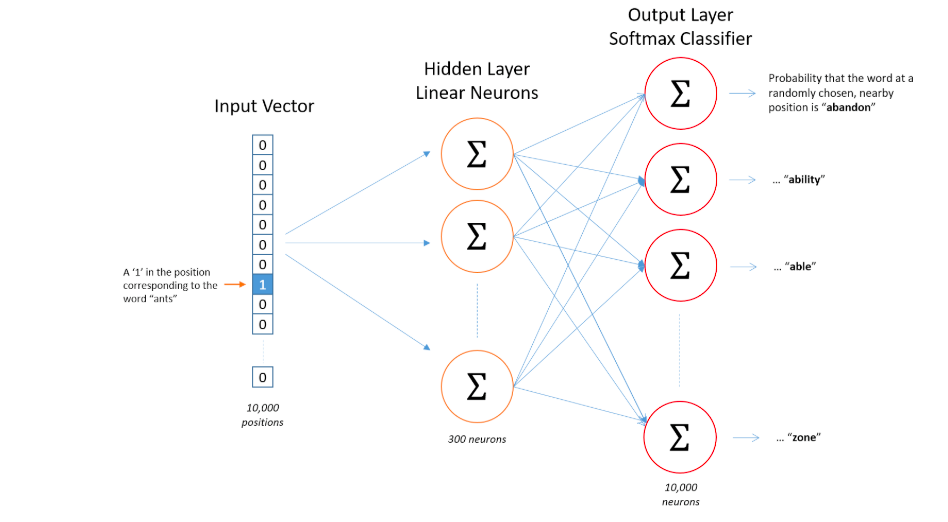 Output Layer
Softmax Classifier
Hidden Layer
Linear Neurons
Input Vector
0
0
0
0
0
0
0
1
0
0
0
A ‘1’ in the position
corresponding to the
word “ants”
10,000
positions
Σ
Σ
Σ
300 neurons
Σ
Σ
Σ
Σ
10,000
neurons
Probability that the word at a
randomly chosen, nearby
position is “abandon”
... “ability”
... “able”
... “zone”